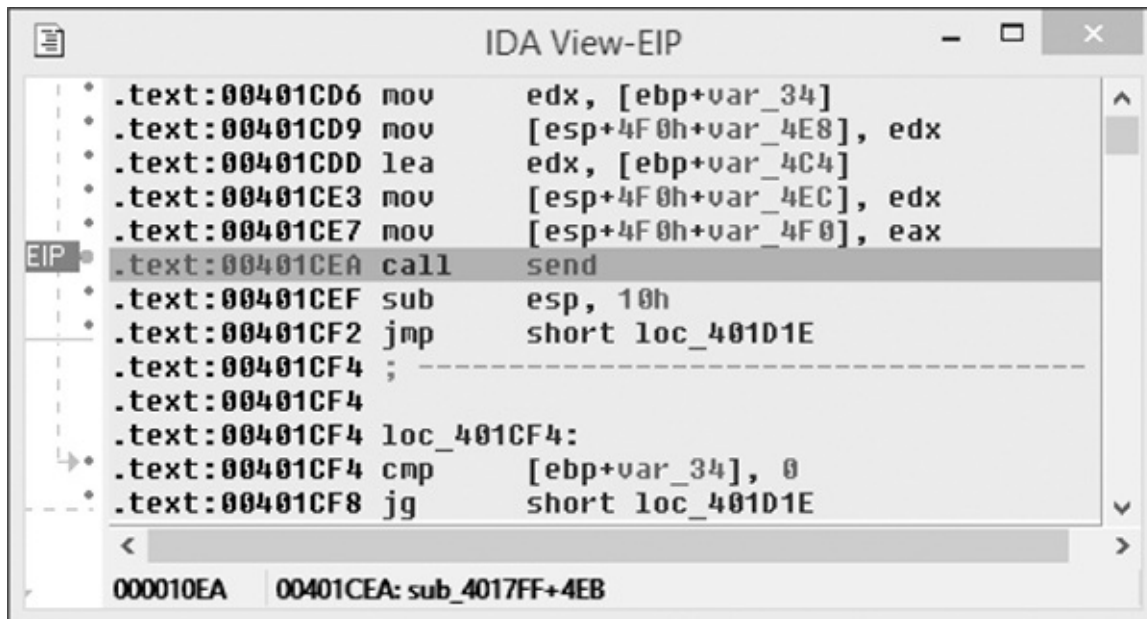 IDA View-EIP
.text:00401CD6 mov edx, [ebp+var_34]
.text:00401CD9 mov [esp+4F0h+var_4E8], edx
.text:00401CDD lea edx, [ebp+var_4C4]
.text:00401CE3 mov [esp+4F0h+var_4EC], edx
.text:00401CE7 mov [esp+4F0h+var_4F0], eax
EIP .text:00401CEA call send
.text:00401CEF sub esp, 10h
.text:00401CF2 jmp short loc_401D1E
.text:00401CF4 ; ------------------------------------
.text:00401CF4
.text:00401CF4 loc_401CF4:
.text:00401CF4 cmp [ebp+var_34], 0
.text:00401CF8 jg short loc_401D1E
000010EA 00401CEA: sub_4017FF+4EB